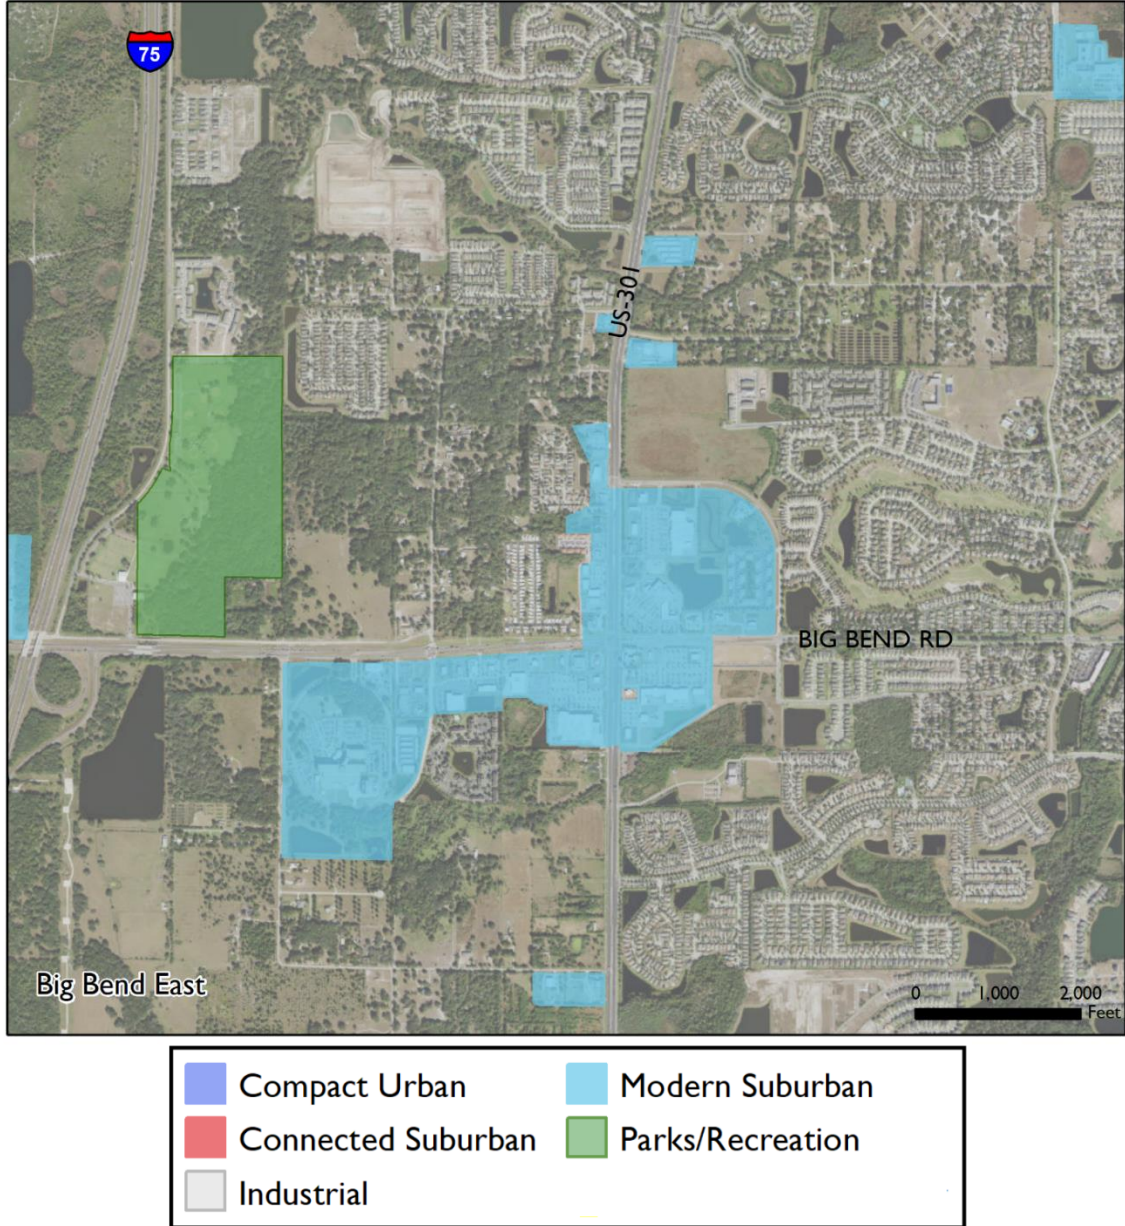 75
US-301
BIG BEND RD
Big Bend East
0 1,000 2,000
Feet
Compact Urban
Modern Suburban
Connected Suburban
Parks/Recreation
Industrial